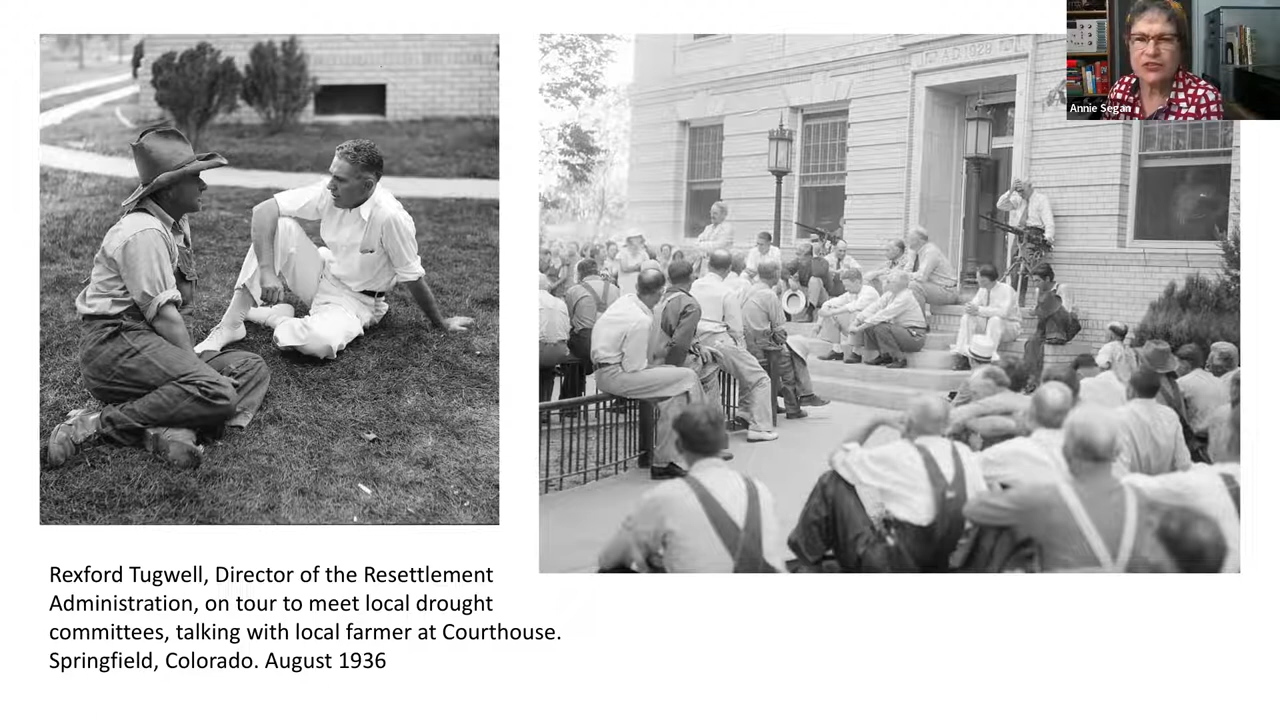 A.D. 1929
Annie Segan
Rexford Tugwell, Director of the Resettlement
Administration, on tour to meet local drought
committees, talking with local farmer at Courthouse.
Springfield, Colorado. August 1936